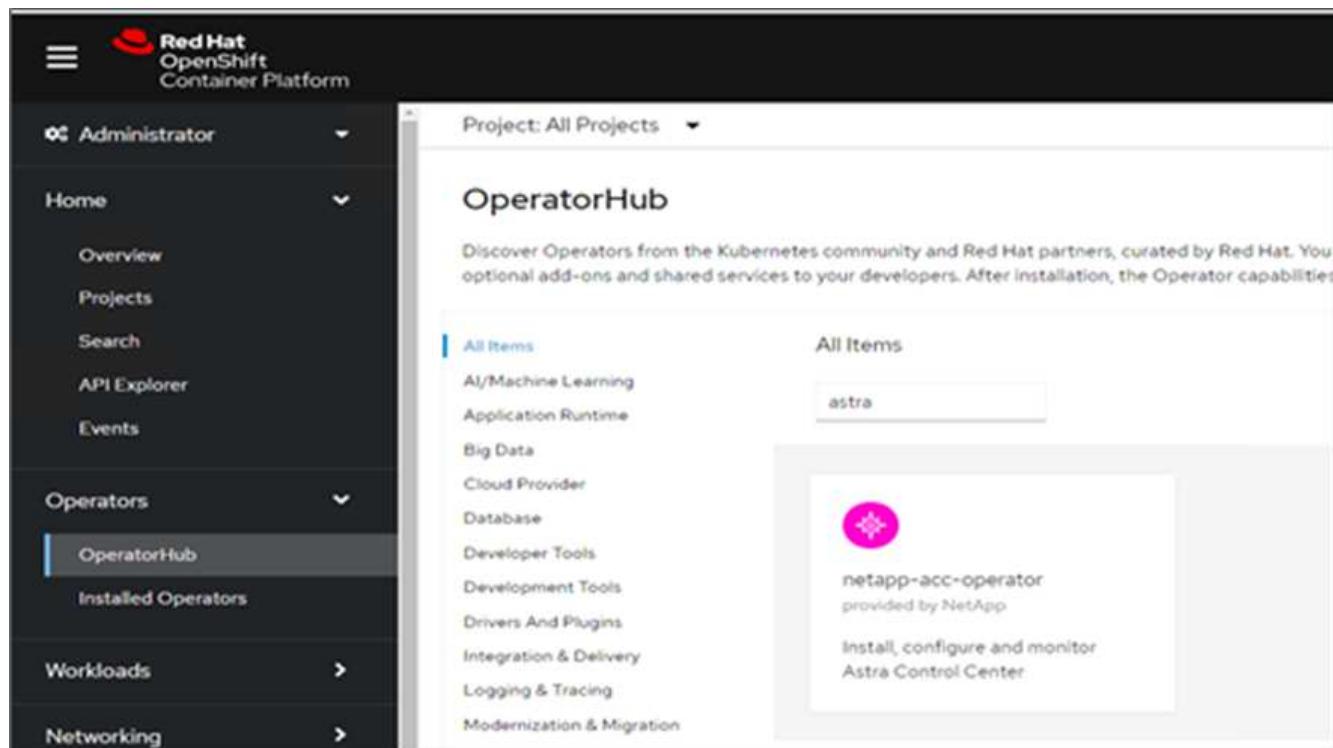 Red Hat
OpenShift
Container Platform
Administrator
Home
Overview
Projects
Search
API Explorer
Events
Operators
OperatorHub
Installed Operators
Workloads
Networking
Project: All Projects
OperatorHub
Discover Operators from the Kubernetes community and Red Hat partners, curated by Red Hat. You
optional add-ons and shared services to your developers. After installation, the Operator capabilities
All Items
AI/Machine Learning
Application Runtime
Big Data
Cloud Provider
Database
Developer Tools
Development Tools
Drivers And Plugins
Integration & Delivery
Logging & Tracing
Modernization & Migration
All Items
astra
netapp-acc-operator
provided by NetApp
Install, configure and monitor
Astra Control Center